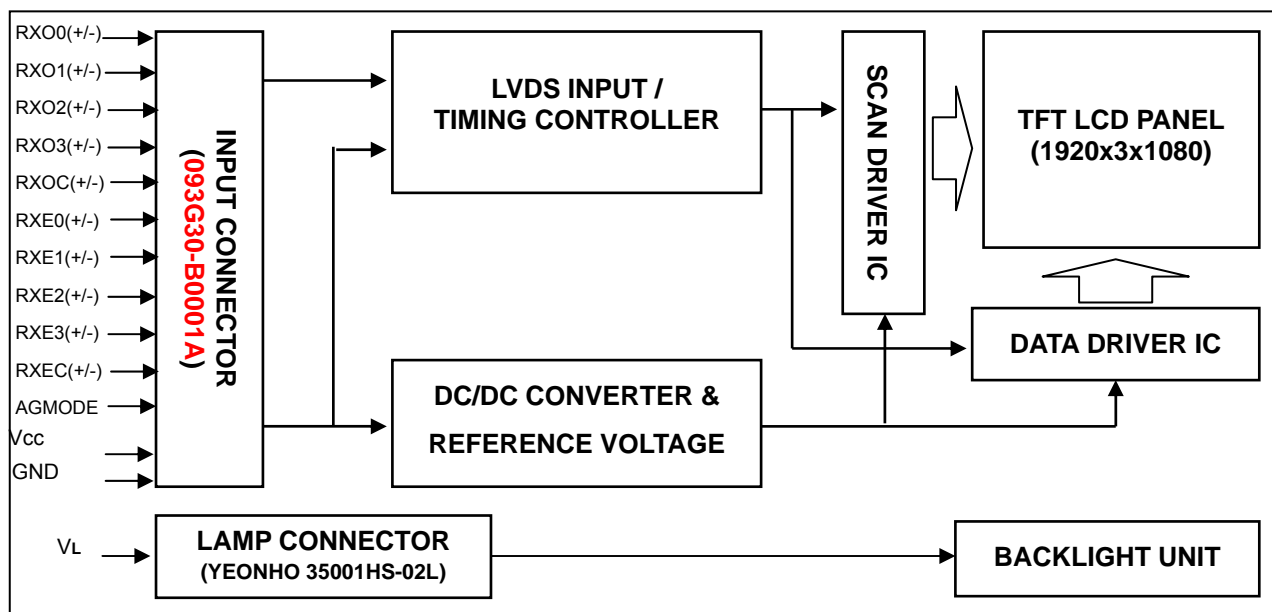 RXO0(+/-)
RXO1(+/-)
RXO2(+/-)
RXO3(+/-)
RXOC(+/-)
RXE0(+/-)
RXE1(+/-)
RXE2(+/-)
RXE3(+/-)
RXEC(+/-)
AGMODE
Vcc
GND
INPUT CONNECTOR
(093G30-B0001A)
LVDS INPUT /
TIMING CONTROLLER
SCAN DRIVER IC
TFT LCD PANEL
(1920x3x1080)
DATA DRIVER IC
DC/DC CONVERTER &
REFERENCE VOLTAGE
VL
LAMP CONNECTOR
(YEONHO 35001HS-02L)
BACKLIGHT UNIT